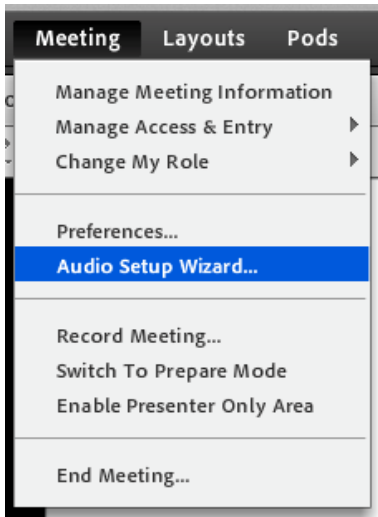 Meeting Layouts Pods
Manage Meeting Information
Manage Access & Entry
Change My Role
Preferences...
Audio Setup Wizard...
Record Meeting...
Switch To Prepare Mode
Enable Presenter Only Area
End Meeting...